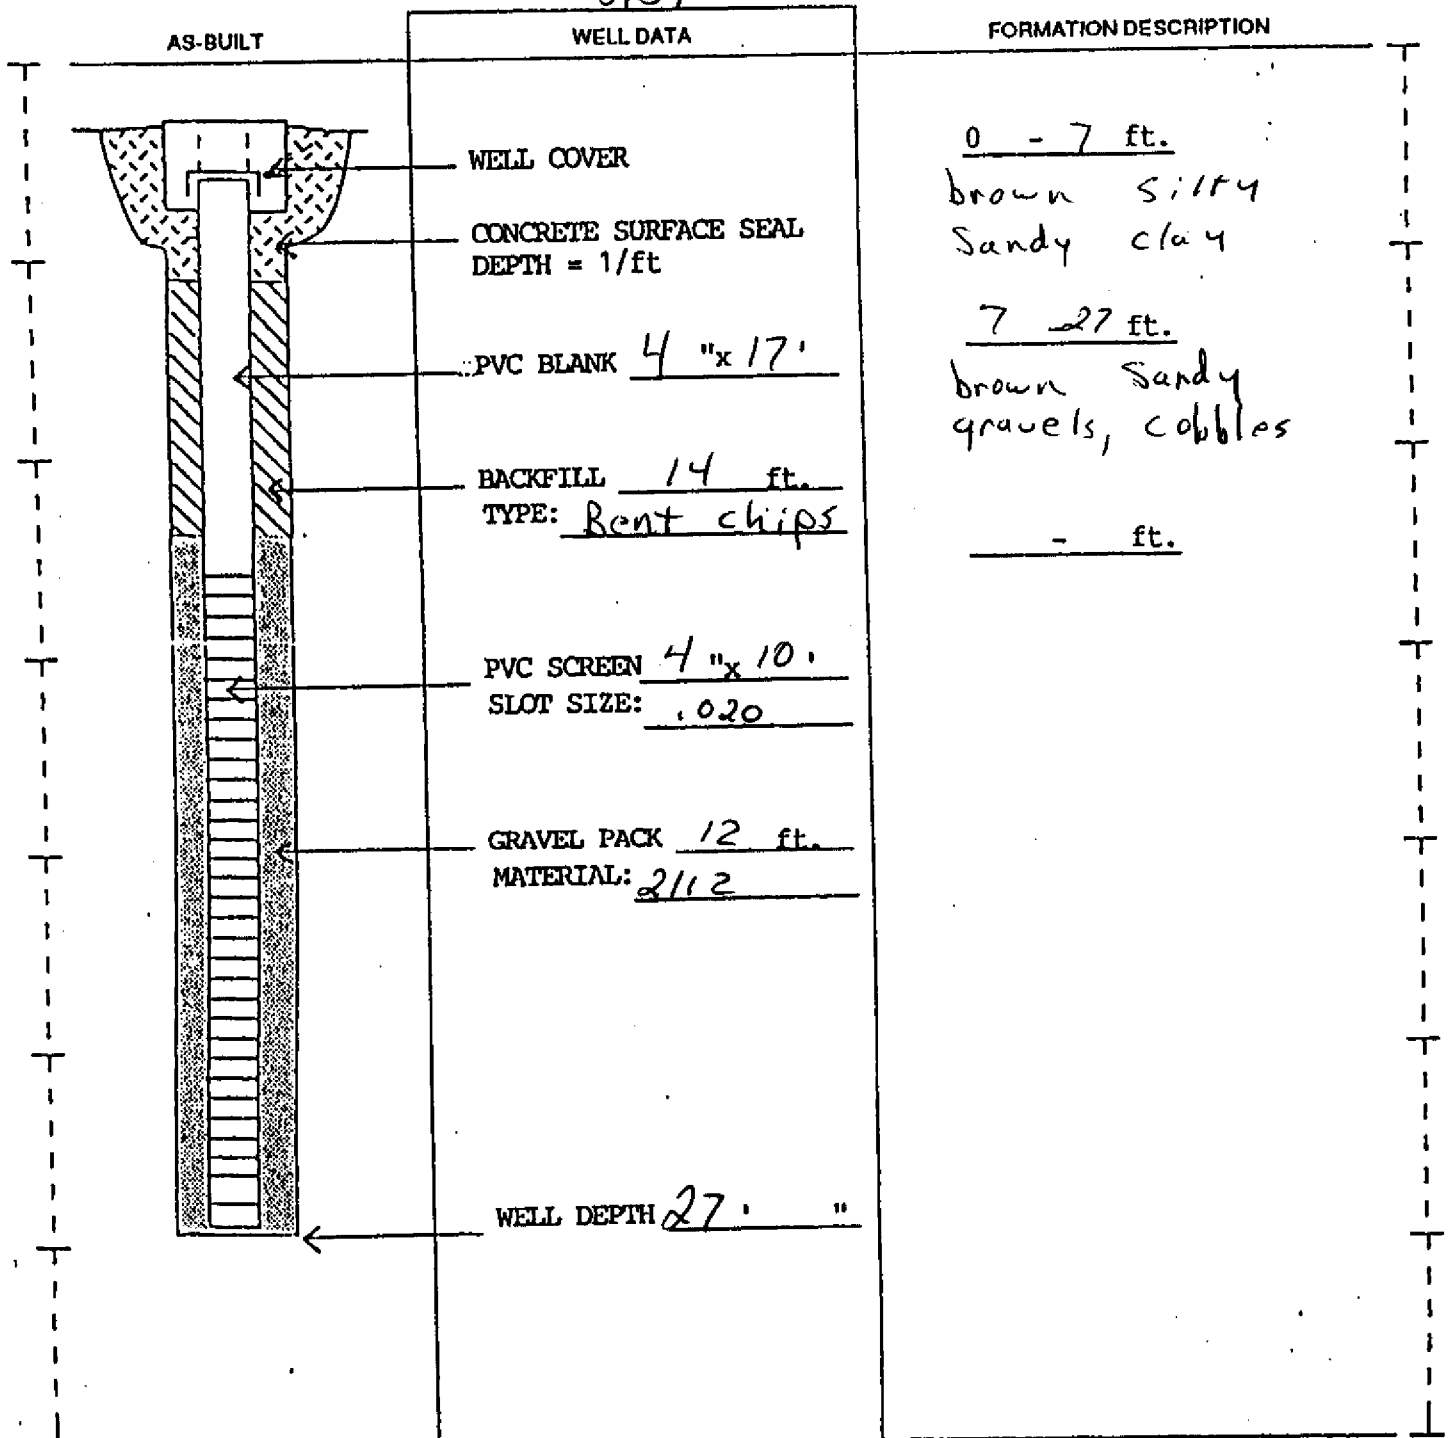 AS-BUILT
WELL DATA
FORMATION DESCRIPTION
WELL COVER
CONCRETE SURFACE SEAL
DEPTH = 1/ft
PVC BLANK 4 "x 17'
BACKFILL 14 ft.
TYPE: Bent chips
PVC SCREEN 4 "x 10'
SLOT SIZE: .020
GRAVEL PACK 12 ft.
MATERIAL: 2/12
WELL DEPTH 27 ' "
0 - 7 ft.
brown silty
Sandy clay
7 - 27 ft.
brown Sandy
gravels, cobbles
- ft.